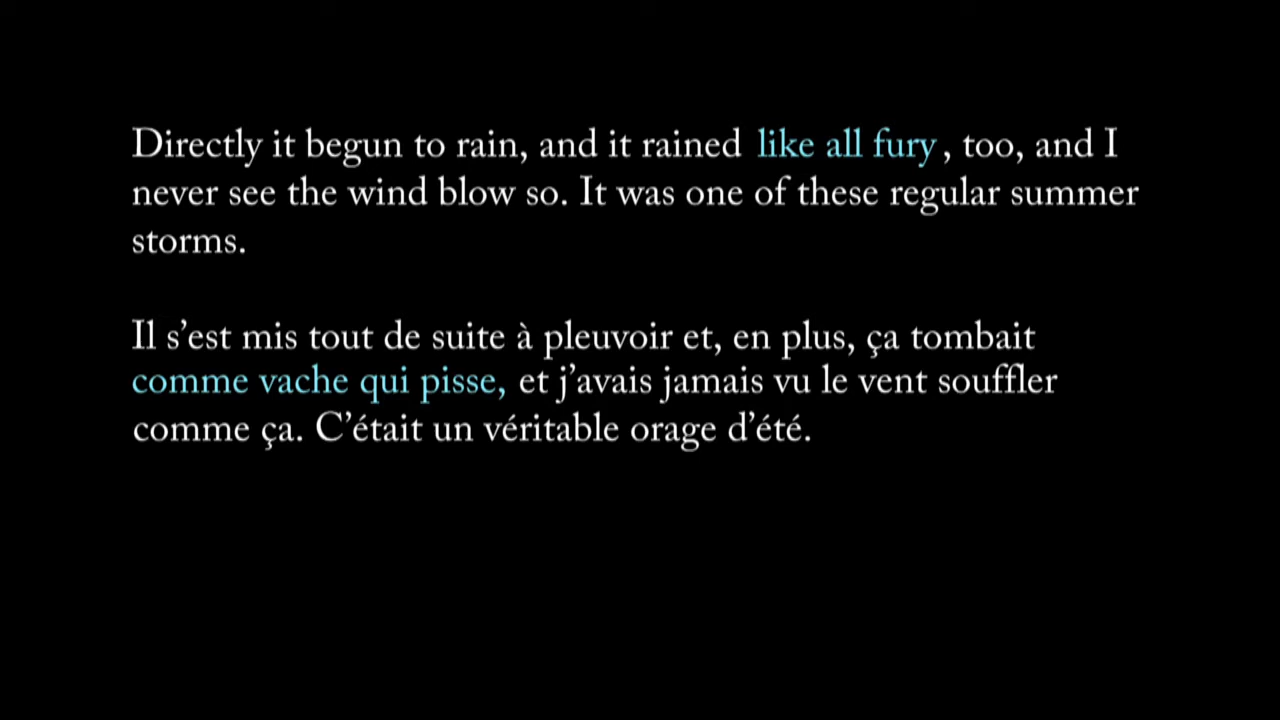 Directly it begun to rain, and it rained like all fury, too, and I
never see the wind blow so. It was one of these regular summer
storms.
Il s’est mis tout de suite à pleuvoir et, en plus, ça tombait
comme vache qui pisse, et j’avais jamais vu le vent souffler
comme ça. C’était un véritable orage d’été.